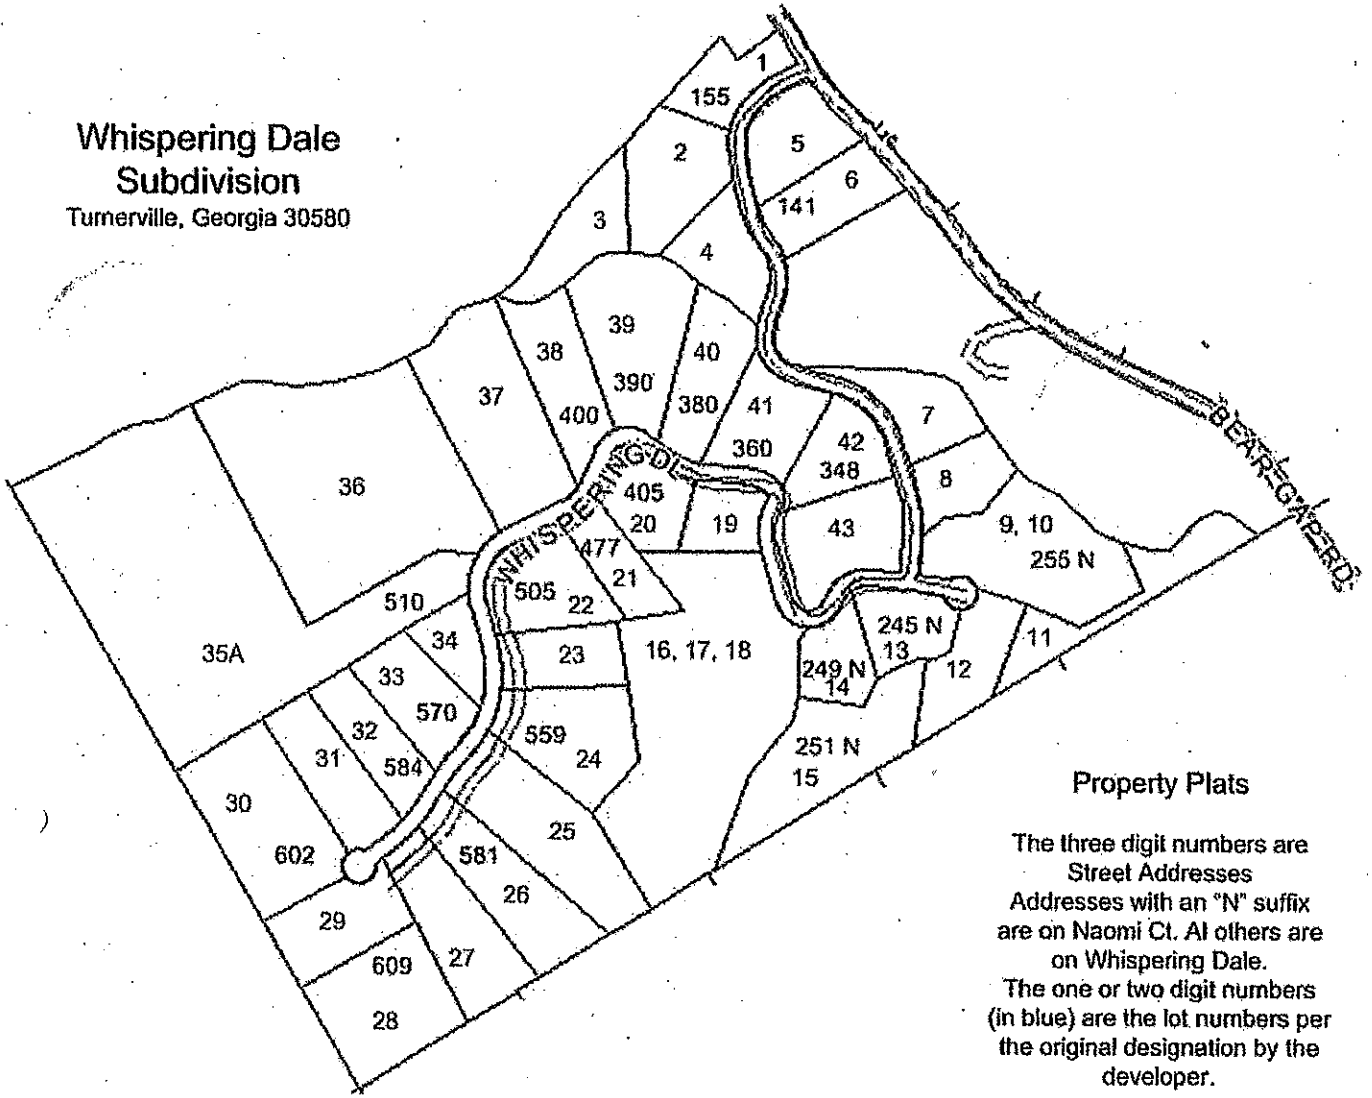 Whispering Dale
Subdivision
Turnerville, Georgia 30580
1
155
2
5
6
141
3
4
39
38
40
37
390
380
41
400
360
7
42
348
8
36
405
20
19
43
9, 10
255 N
WHISPERING DL
BEAR GAP RD.
477
21
505
22
510
35A
34
23
16, 17, 18
245 N
13
11
249 N
14
12
33
570
32
559
24
31
584
251 N
15
30
602
25
581
26
29
27
609
28
Property Plats
The three digit numbers are
Street Addresses
Addresses with an "N" suffix
are on Naomi Ct. Al others are
on Whispering Dale.
The one or two digit numbers
(in blue) are the lot numbers per
the original designation by the
developer.